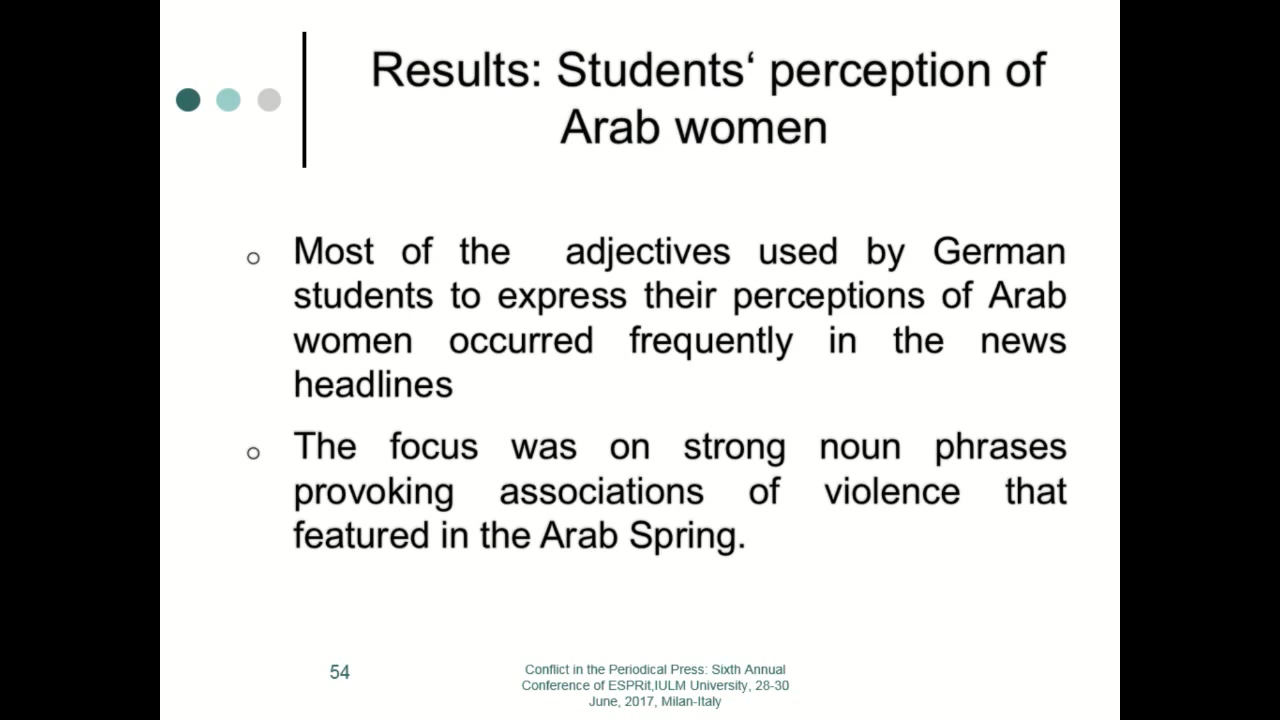 Results: Students‘ perception of
Arab women
Most of the adjectives used by German
students to express their perceptions of Arab
women occurred frequently in the news
headlines
The focus was on strong noun phrases
provoking associations of violence that
featured in the Arab Spring.
54
Conflict in the Periodical Press: Sixth Annual
Conference of ESPRit,IULM University, 28-30
June, 2017, Milan-Italy